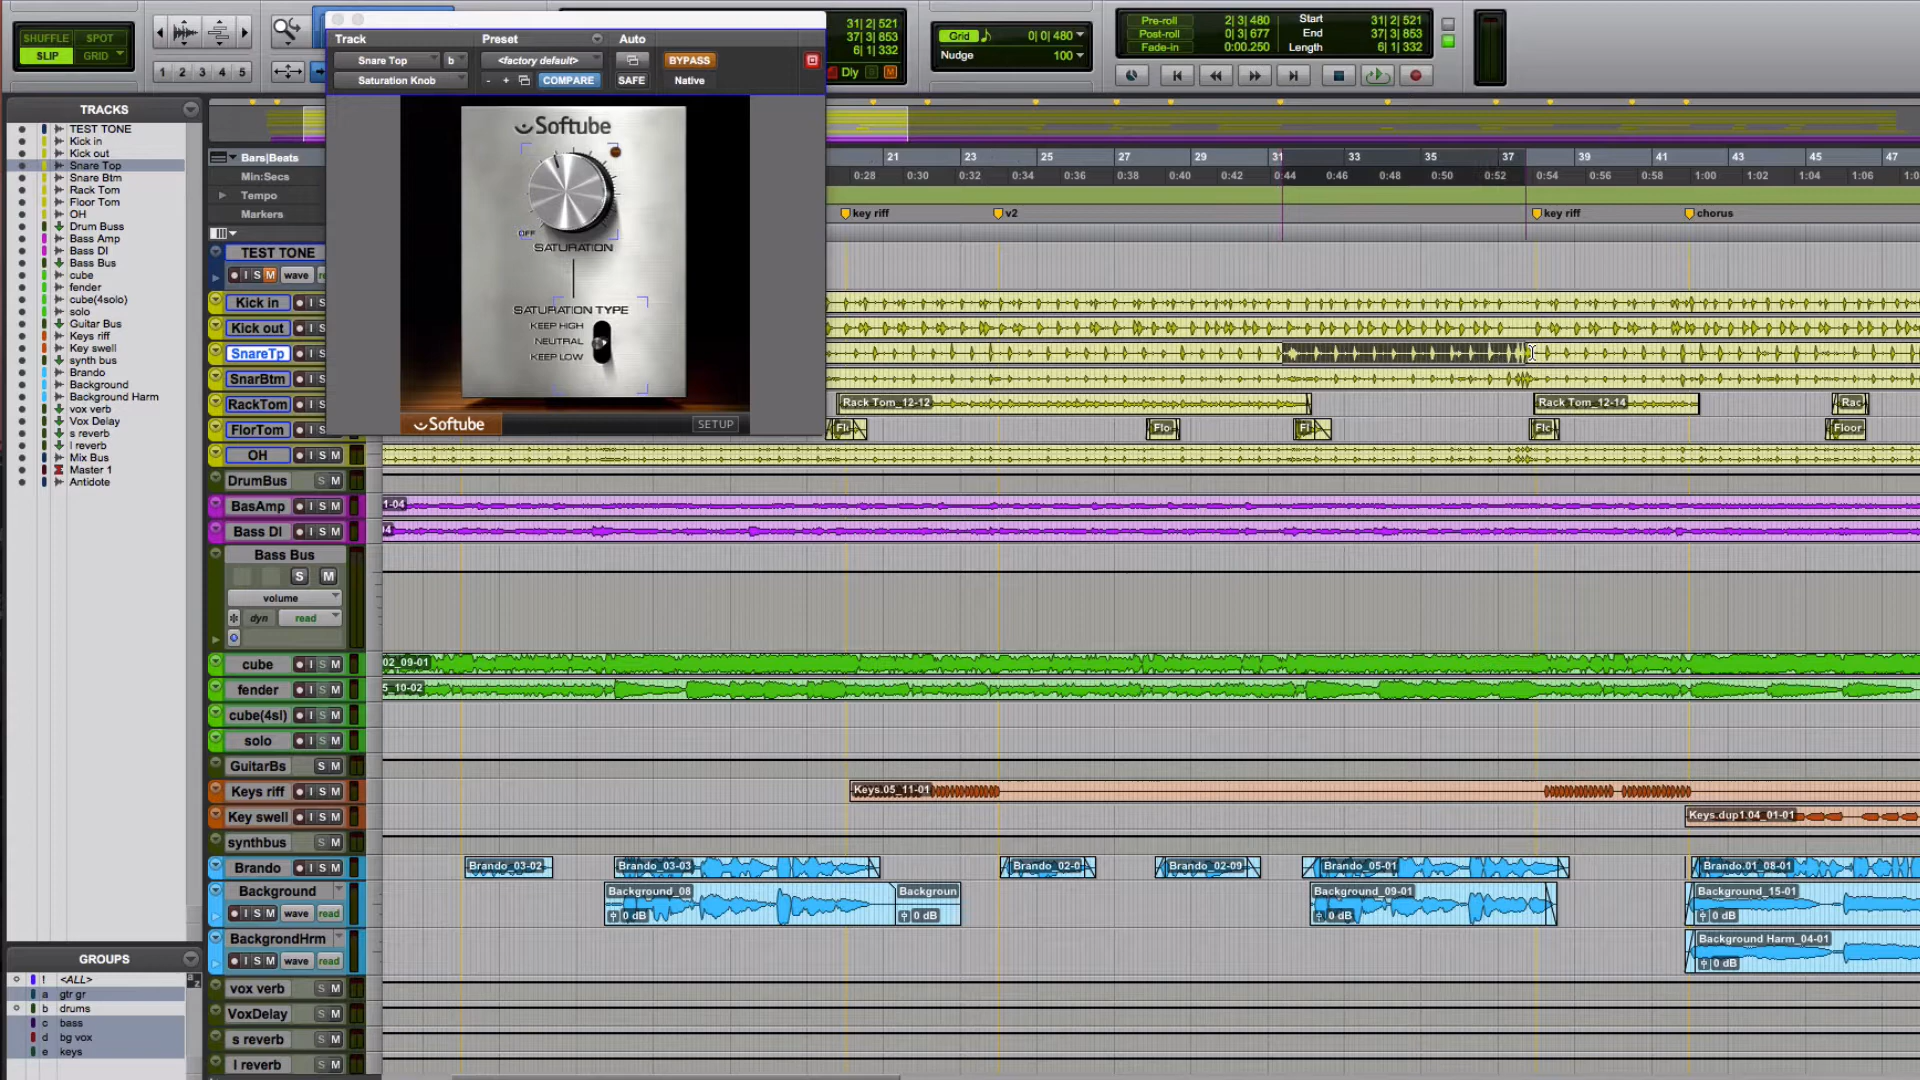 SHUFFLE SPOT
SLIP GRID
1 2 3 4 5
Track Preset Auto
Snare Top b <factory default> BYPASS
Saturation Knob - + COMPARE SAFE Native
31| 2| 521
37| 3| 853
6| 1| 332
Dly M
Grid 0| 0| 480
Nudge 100
Pre-roll 2| 3| 480 Start 31| 2| 521
Post-roll 0| 3| 677 End 37| 3| 853
Fade-in 0:00.250 Length 6| 1| 332
TRACKS
TEST TONE
Kick in
Kick out
Snare Top
Snare Btm
Rack Tom
Floor Tom
OH
Drum Buss
Bass Amp
Bass DI
Bass Bus
cube
fender
cube(4solo)
solo
Guitar Bus
Keys riff
Key swell
synth bus
Brando
Background
Background Harm
vox verb
Vox Delay
s reverb
l reverb
Mix Bus
Master 1
Antidote
GROUPS
! <ALL>
a gtr gr
b drums
c bass
d bg vox
e keys
Softube
OFF
SATURATION
SATURATION TYPE
KEEP HIGH
NEUTRAL
KEEP LOW
Softube
SETUP
Bars|Beats 21 23 25 27 29 31 33 35 37 39 41 43 45 47
Min:Secs 0:28 0:30 0:32 0:34 0:36 0:38 0:40 0:42 0:44 0:46 0:48 0:50 0:52 0:54 0:56 0:58 1:00 1:02 1:04 1:06
Tempo
Markers key riff v2 key riff chorus
TEST TONE
I S M wave
Kick in I S
Kick out I S
SnareTp I S
SnarBtm I S
RackTom I S Rack Tom_12-12 Rack Tom_12-14 Rac
FlorTom I S Flo Flo Fl Flc Floor
OH I S M
DrumBus S M
BasAmp I S M 1-04
Bass DI I S M
Bass Bus
S M
volume
dyn read
cube I S M 02_09-01
fender I S M 5_10-02
cube(4sl) I S M
solo I S M
GuitarBs S M
Keys riff I S M Keys.05_11-01
Key swell I S M Keys.dup1.04_01-01
synthbus S M
Brando I S M Brando_03-02 Brando_03-03 Brando_02-0 Brando_02-09 Brando_05-01 Brando.01_08-01
Background Background_08 Backgroun Background_09-01 Background_15-01
I S M wave read 0 dB 0 dB 0 dB 0 dB
BackgrondHrm Background Harm_04-01
I S M wave read 0 dB
vox verb S M
VoxDelay S M
s reverb S M
l reverb S M